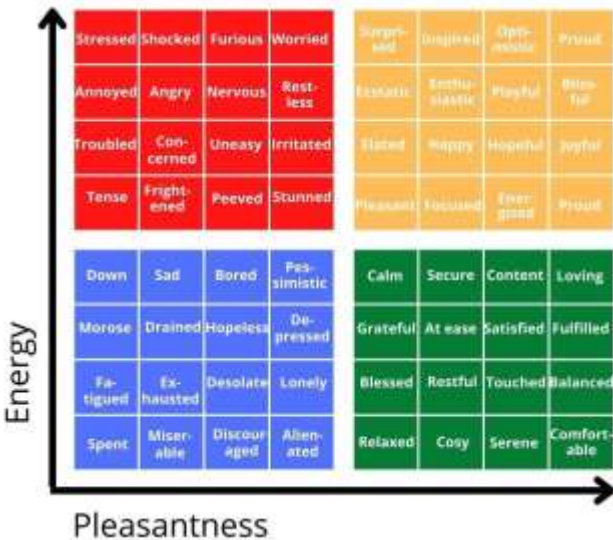 Stressed Shocked Furious Worried
Surpri-
sed
Inspired
Opti-
mistic
Proud
Annoyed Angry Nervous
Rest-
less
Ecstatic
Enthu-
siastic
Playful
Bliss-
ful
Troubled
Con-
cerned
Uneasy Irritated
Elated Happy Hopeful Joyful
Tense
Fright-
ened
Peeved Stunned
Pleasant Focused
Ener-
gised
Proud
Down Sad Bored
Pes-
simistic
Calm Secure Content Loving
Morose Drained Hopeless
De-
pressed
Grateful At ease Satisfied Fulfilled
Fa-
tigued
Ex-
hausted
Desolate Lonely
Blessed Restful Touched Balanced
Spent
Miser-
able
Discour
aged
Alien-
ated
Relaxed Cosy Serene
Comfort-
able
Energy
Pleasantness